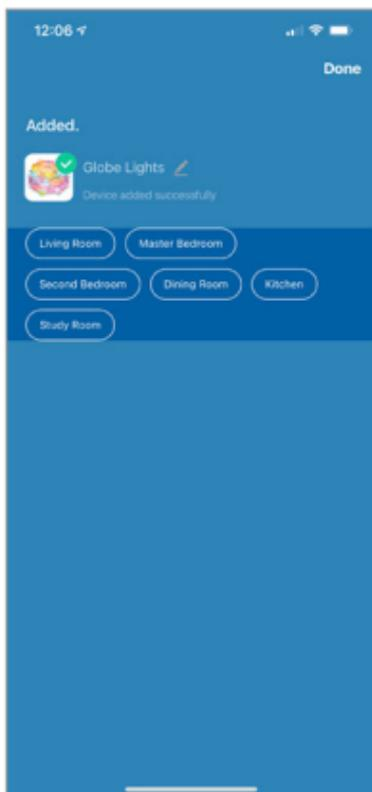 12:06
Done
Added.
Globe Lights
Device added successfully
Living Room Master Bedroom
Second Bedroom Dining Room Kitchen
Study Room